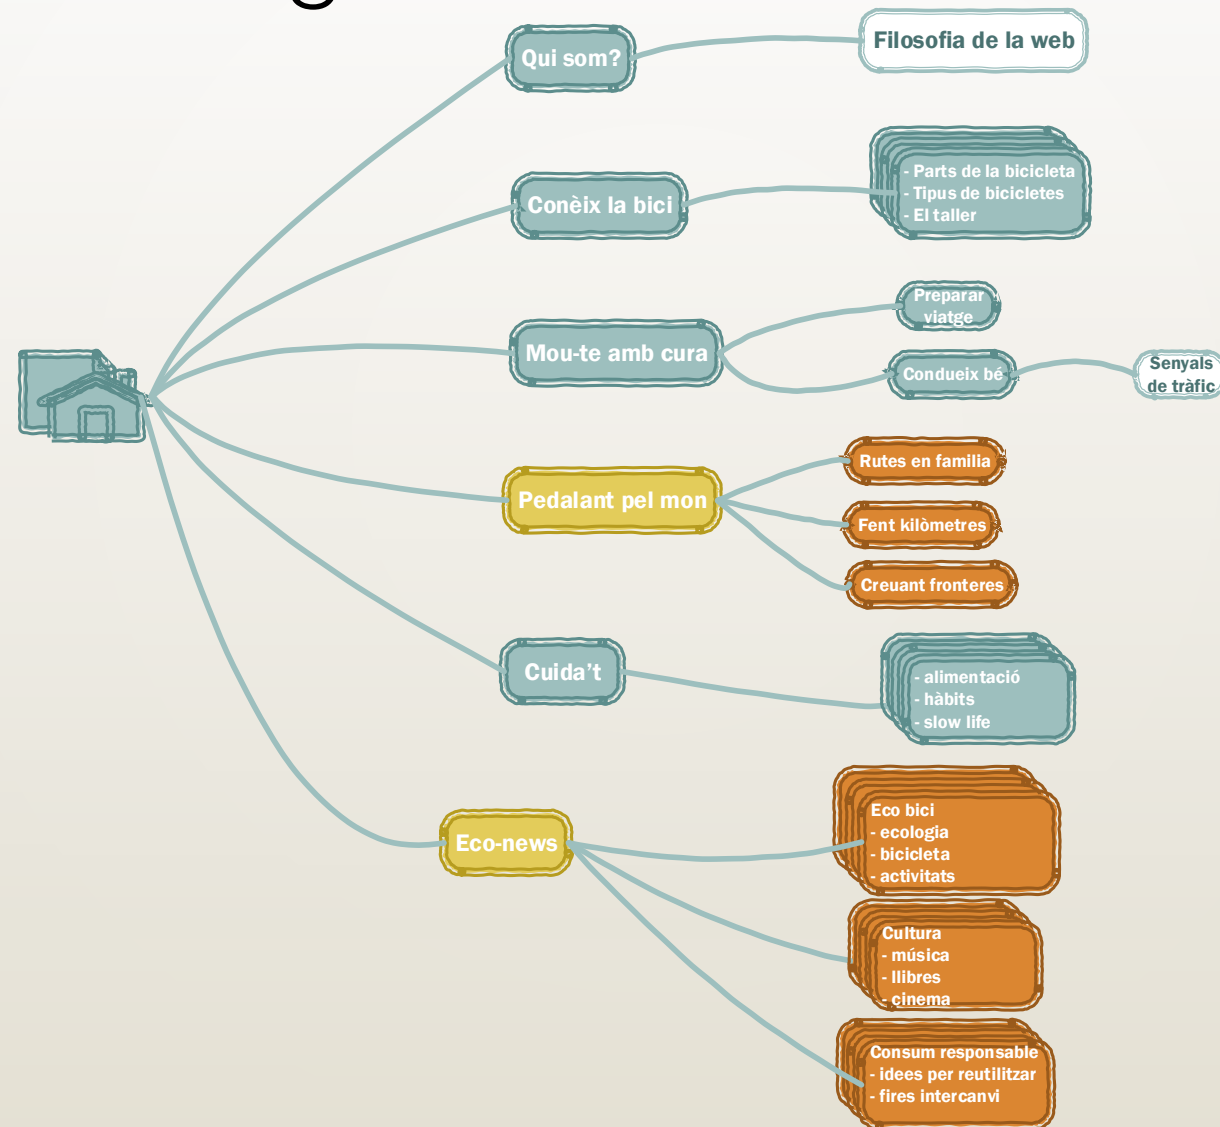 Qui som?
Filosofia de la web
Conèix la bici
- Parts de la bicicleta
- Tipus de bicicletes
- El taller
Mou-te amb cura
Preparar
viatge
Condueix bé
Senyals
de tràfic
Pedalant pel mon
Rutes en familia
Fent kilòmetres
Creuant fronteres
Cuida't
- alimentació
- hàbits
- slow life
Eco-news
Eco bici
- ecologia
- bicicleta
- activitats
Cultura
- música
- llibres
- cinema
Consum responsable
- idees per reutilitzar
- fires intercanvi